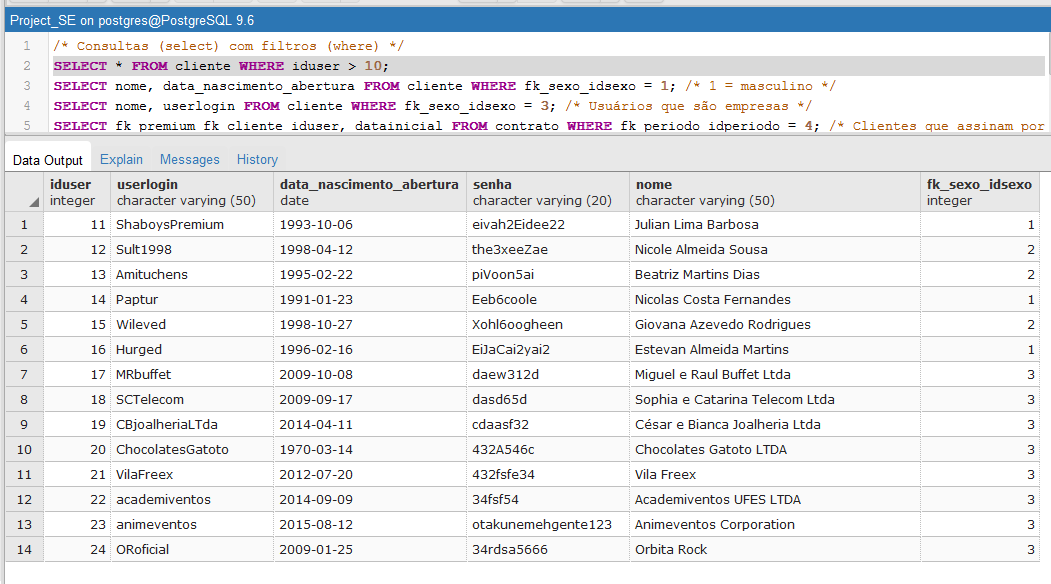 Project_SE on postgres@PostgreSQL 9.6
1 /* Consultas (select) com filtros (where) */
2 SELECT * FROM cliente WHERE iduser > 10;
3 SELECT nome, data_nascimento_abertura FROM cliente WHERE fk_sexo_idsexo = 1; /* 1 = masculino */
4 SELECT nome, userlogin FROM cliente WHERE fk_sexo_idsexo = 3; /* Usuários que são empresas */
5 SELECT fk_premium_fk_cliente_iduser, datainicial FROM contrato WHERE fk_periodo_idperiodo = 4; /* Clientes que assinam por
Data Output Explain Messages History
iduser userlogin data_nascimento_abertura senha nome fk_sexo_idsexo
integer character varying (50) date character varying (20) character varying (50) integer
1 11 ShaboysPremium 1993-10-06 eivah2Eidee22 Julian Lima Barbosa 1
2 12 Sult1998 1998-04-12 the3xeeZae Nicole Almeida Sousa 2
3 13 Amituchens 1995-02-22 piVoon5ai Beatriz Martins Dias 2
4 14 Paptur 1991-01-23 Eeb6coole Nicolas Costa Fernandes 1
5 15 Wileved 1998-10-27 Xohl6oogheen Giovana Azevedo Rodrigues 2
6 16 Hurged 1996-02-16 EiJaCai2yai2 Estevan Almeida Martins 1
7 17 MRbuffet 2009-10-08 daew312d Miguel e Raul Buffet Ltda 3
8 18 SCTelecom 2009-09-17 dasd65d Sophia e Catarina Telecom Ltda 3
9 19 CBjoalheriaLTda 2014-04-11 cdaasf32 César e Bianca Joalheria Ltda 3
10 20 ChocolatesGatoto 1970-03-14 432A546c Chocolates Gatoto LTDA 3
11 21 VilaFreex 2012-07-20 432fsfe34 Vila Freex 3
12 22 academiventos 2014-09-09 34fsf54 Academiventos UFES LTDA 3
13 23 animeventos 2015-08-12 otakunemehgente123 Animeventos Corporation 3
14 24 ORoficial 2009-01-25 34rdsa5666 Orbita Rock 3